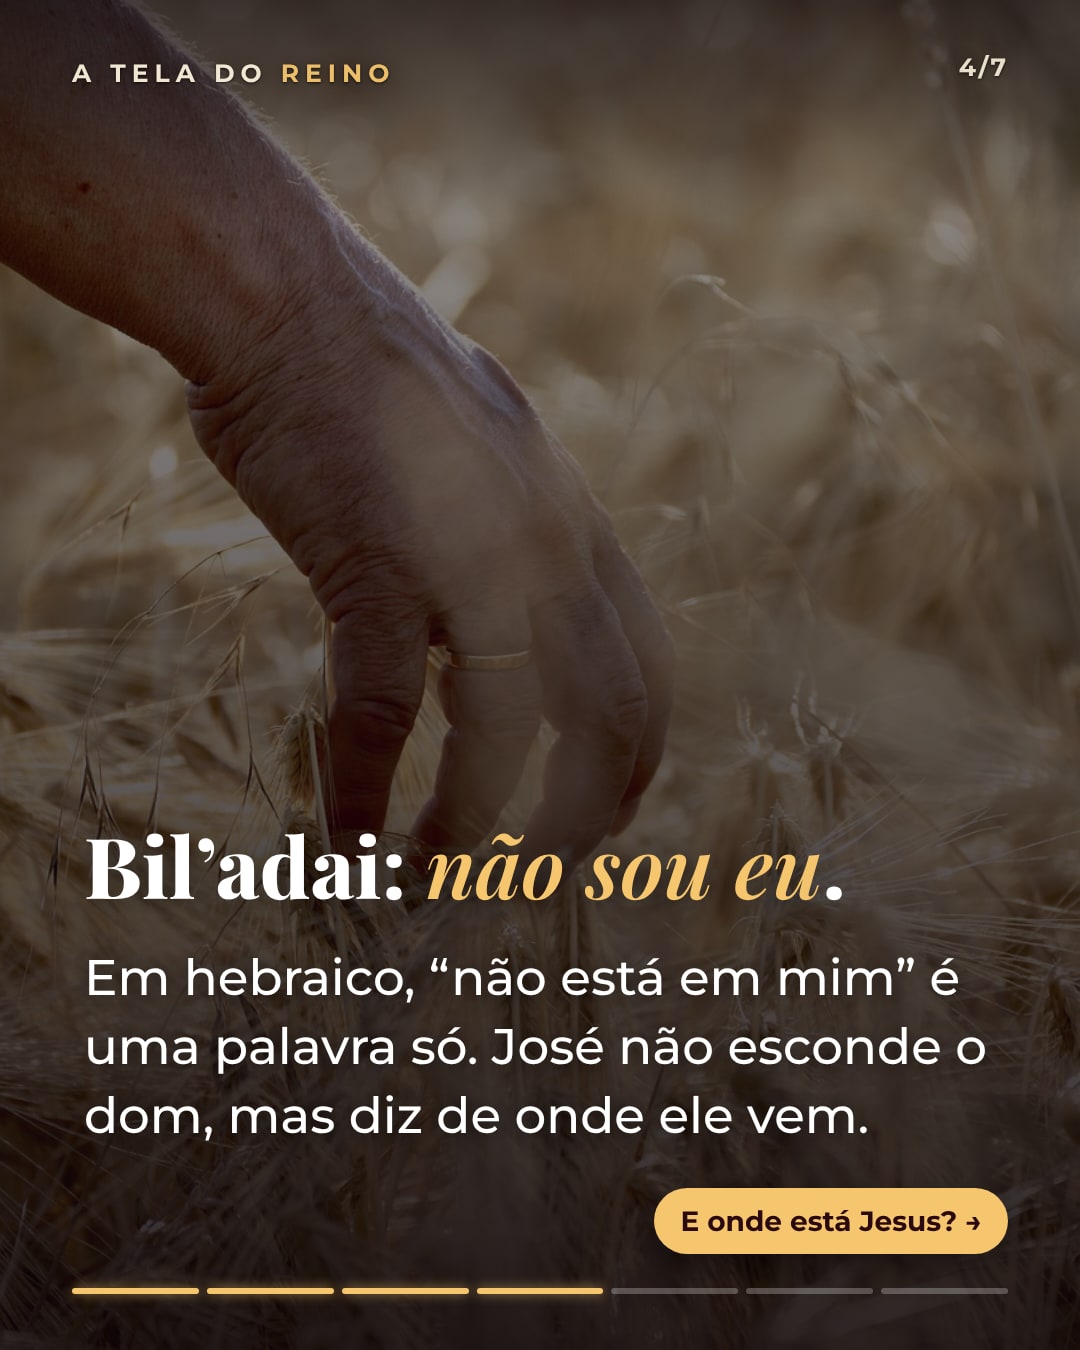 A TELA DO REINO
4/7
Bil’adai: não sou eu.
Em hebraico, “não está em mim” é
uma palavra só. José não esconde o
dom, mas diz de onde ele vem.
E onde está Jesus? →